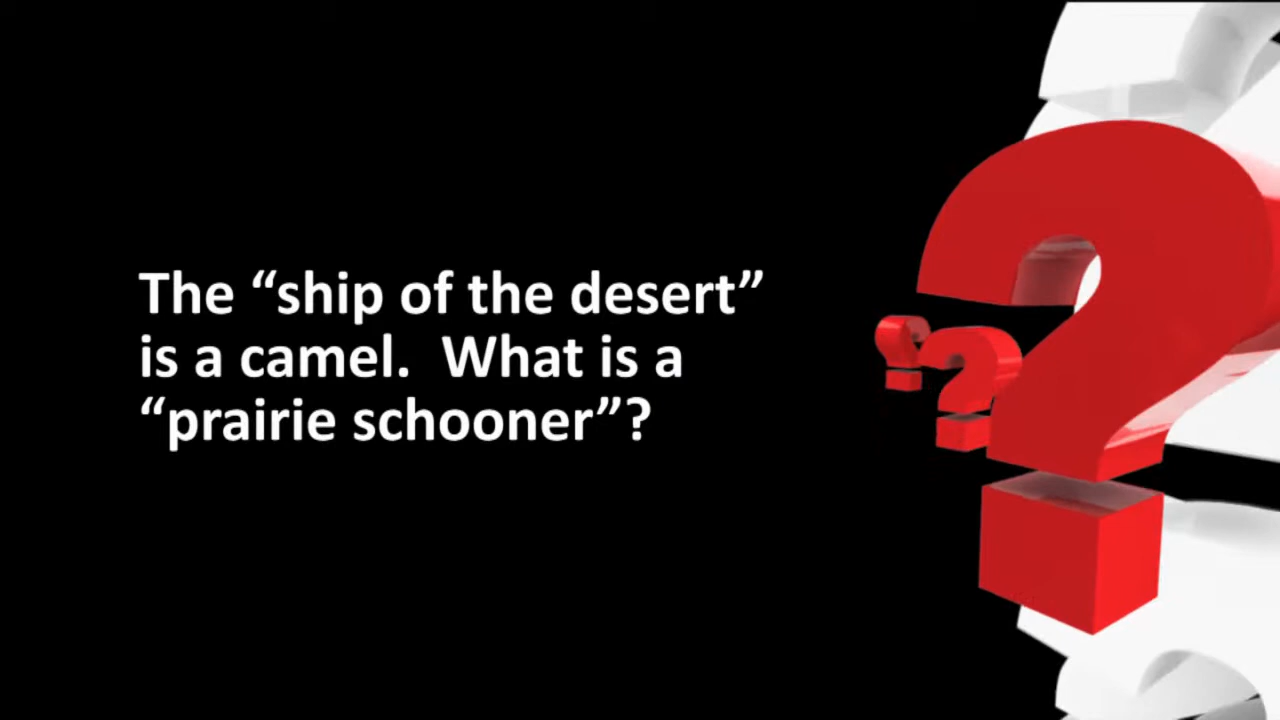 The “ship of the desert”
is a camel.  What is a
“prairie schooner”?